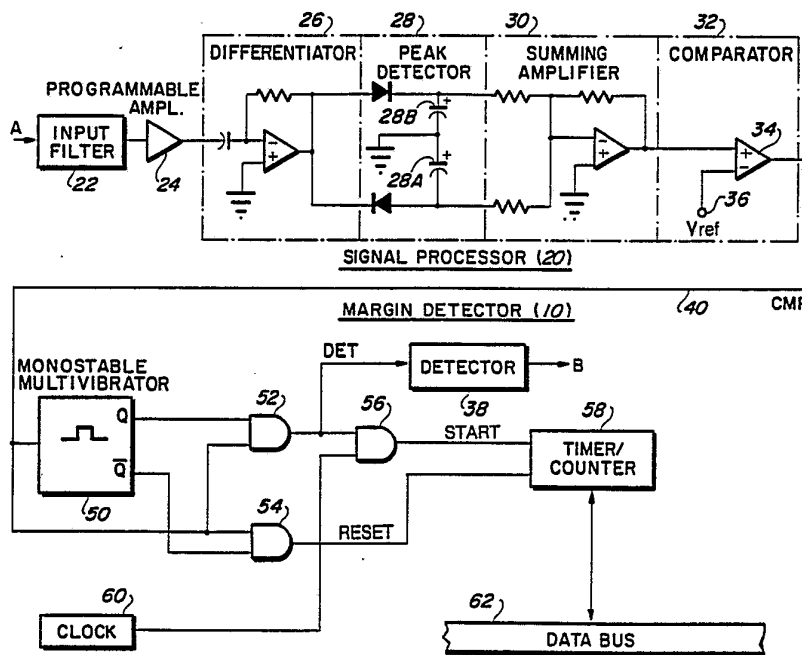 26 28 30 32
DIFFERENTIATOR PEAK DETECTOR SUMMING AMPLIFIER COMPARATOR
PROGRAMMABLE AMPL.
A INPUT FILTER
22 24
28B
28A
- +
- +
+ -
+ +
34
36
Vref
SIGNAL PROCESSOR (20)
MARGIN DETECTOR (10) 40
MONOSTABLE MULTIVIBRATOR
DET DETECTOR B
38
Q
Q̅
50
52
54
56
58
START
TIMER/COUNTER
RESET
60
CLOCK
62
DATA BUS